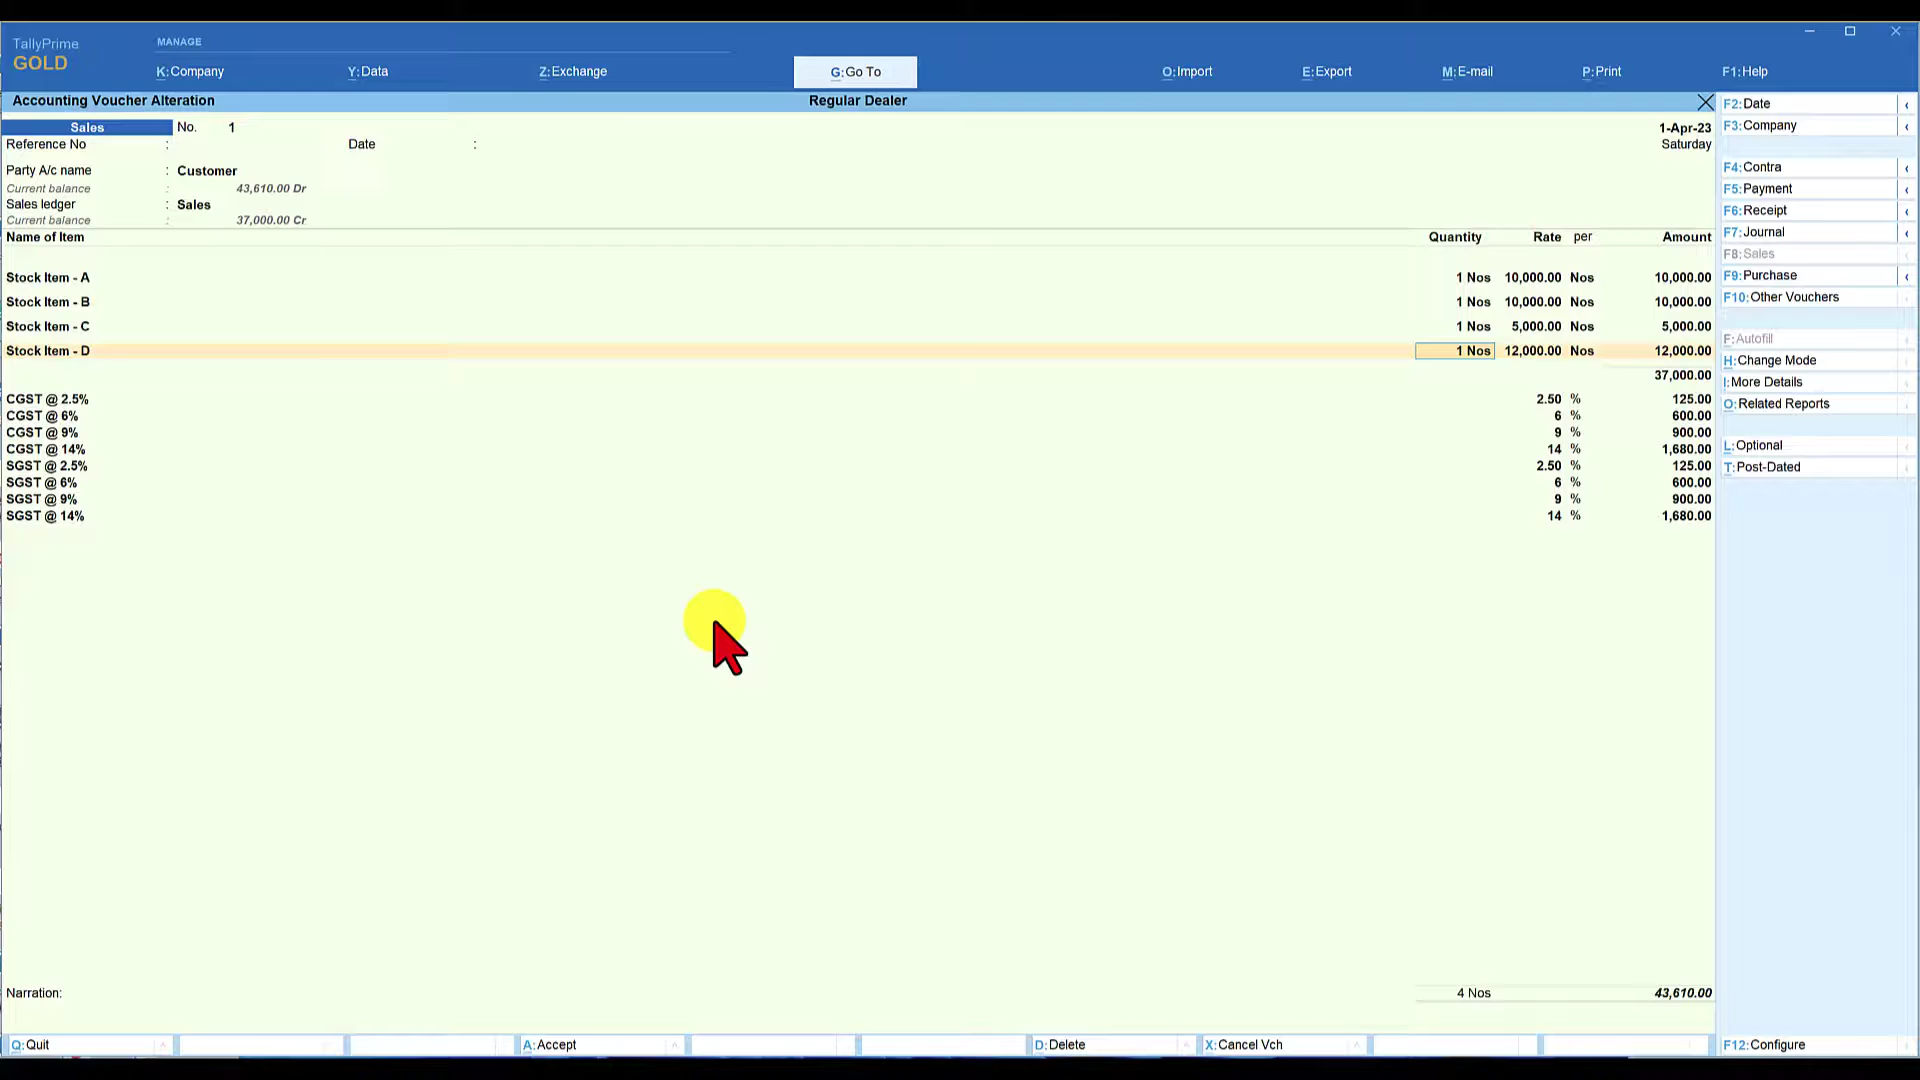 TallyPrime
GOLD
MANAGE
K:Company Y:Data Z:Exchange G:Go To O:Import E:Export M:E-mail P:Print F1:Help
Accounting Voucher Alteration Regular Dealer
Sales No. 1 1-Apr-23
Reference No : Date : Saturday
Party A/c name : Customer
Current balance : 43,610.00 Dr
Sales ledger : Sales
Current balance : 37,000.00 Cr
Name of Item Quantity Rate per Amount
Stock Item - A 1 Nos 10,000.00 Nos 10,000.00
Stock Item - B 1 Nos 10,000.00 Nos 10,000.00
Stock Item - C 1 Nos 5,000.00 Nos 5,000.00
Stock Item - D 1 Nos 12,000.00 Nos 12,000.00
37,000.00
CGST @ 2.5% 2.50 % 125.00
CGST @ 6% 6 % 600.00
CGST @ 9% 9 % 900.00
CGST @ 14% 14 % 1,680.00
SGST @ 2.5% 2.50 % 125.00
SGST @ 6% 6 % 600.00
SGST @ 9% 9 % 900.00
SGST @ 14% 14 % 1,680.00
Narration: 4 Nos 43,610.00
F2:Date
F3:Company
F4:Contra
F5:Payment
F6:Receipt
F7:Journal
F8:Sales
F9:Purchase
F10:Other Vouchers
F:Autofill
H:Change Mode
I:More Details
O:Related Reports
L:Optional
T:Post-Dated
Q:Quit A:Accept D:Delete X:Cancel Vch F12:Configure